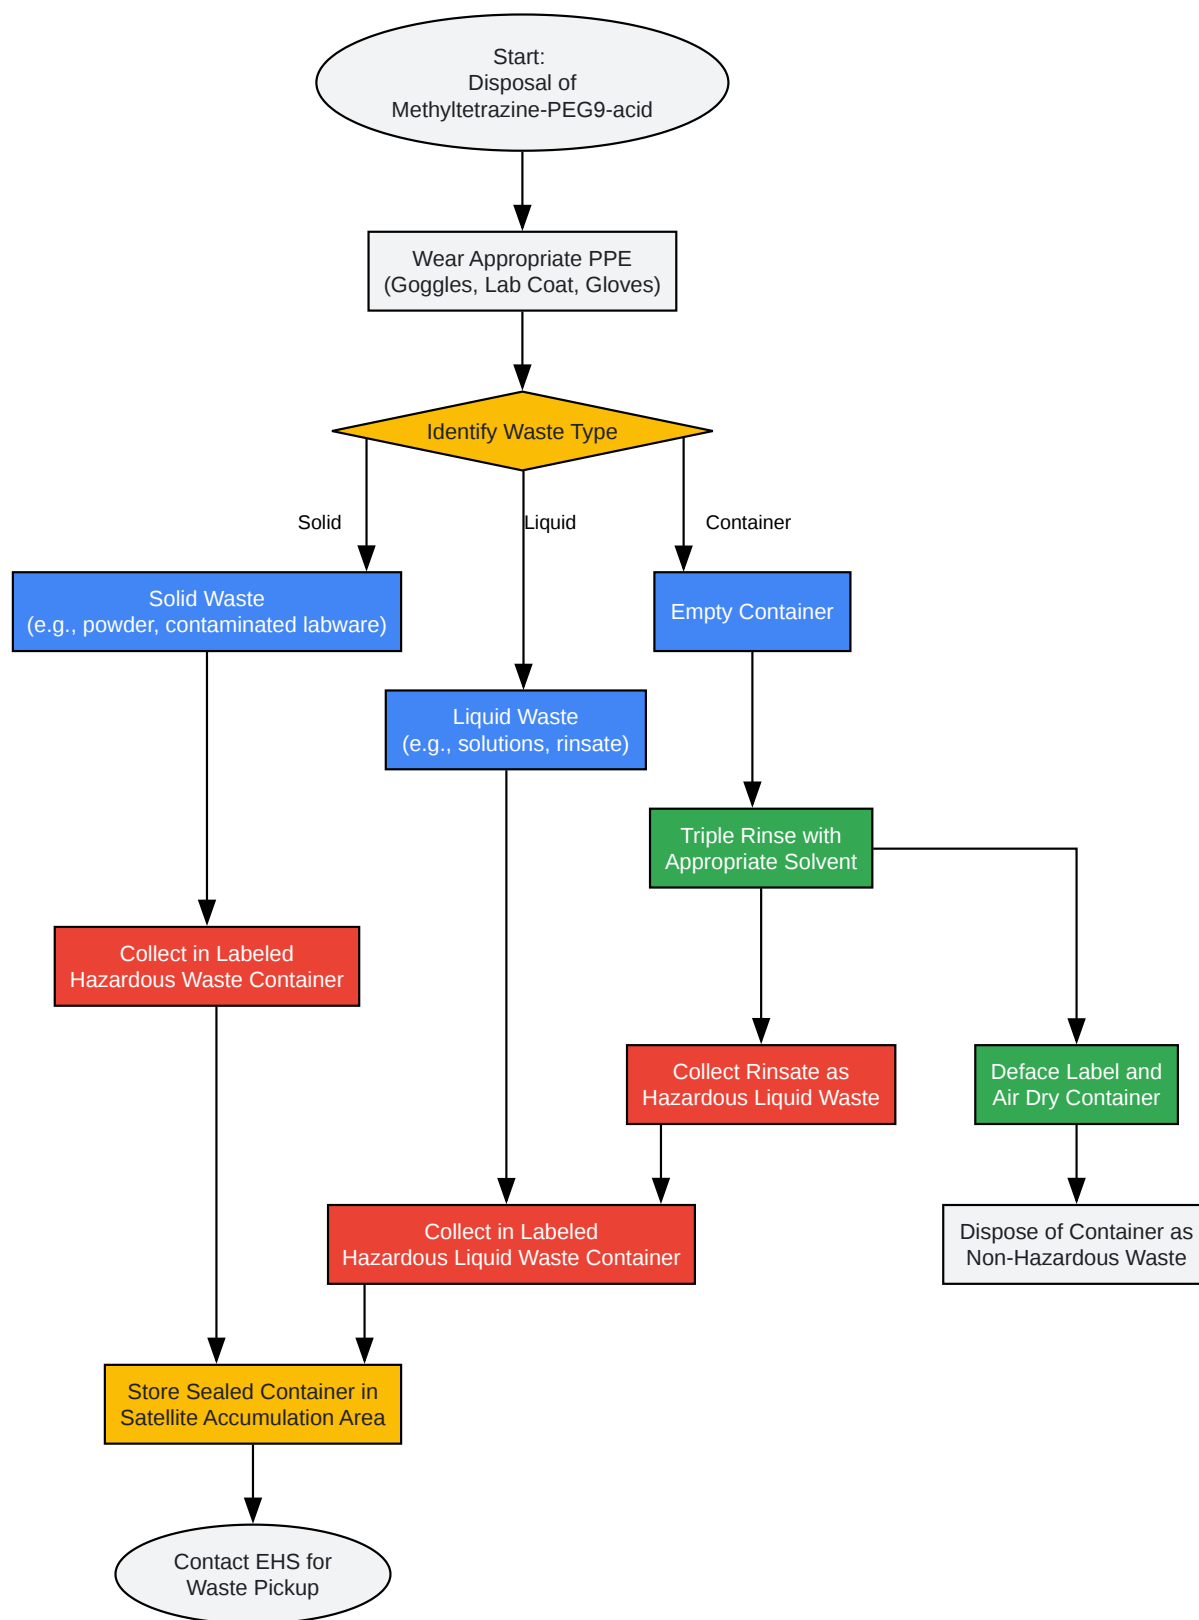 Start:
Disposal of
Methyltetrazine-PEG9-acid
Wear Appropriate PPE
(Goggles, Lab Coat, Gloves)
Identify Waste Type
Solid
Liquid
Container
Solid Waste
(e.g., powder, contaminated labware)
Empty Container
Liquid Waste
(e.g., solutions, rinsate)
Triple Rinse with
Appropriate Solvent
Collect in Labeled
Hazardous Waste Container
Collect Rinsate as
Hazardous Liquid Waste
Deface Label and
Air Dry Container
Collect in Labeled
Hazardous Liquid Waste Container
Dispose of Container as
Non-Hazardous Waste
Store Sealed Container in
Satellite Accumulation Area
Contact EHS for
Waste Pickup